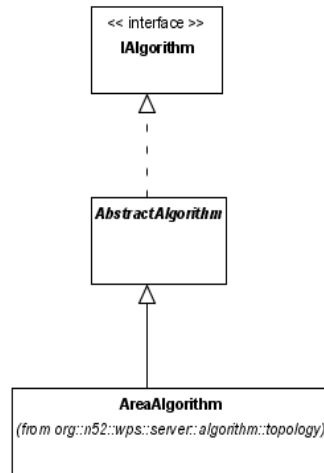 << interface >>
IAlgorithm
AbstractAlgorithm
AreaAlgorithm
(from org::n52::wps::server::algorithm::topology)